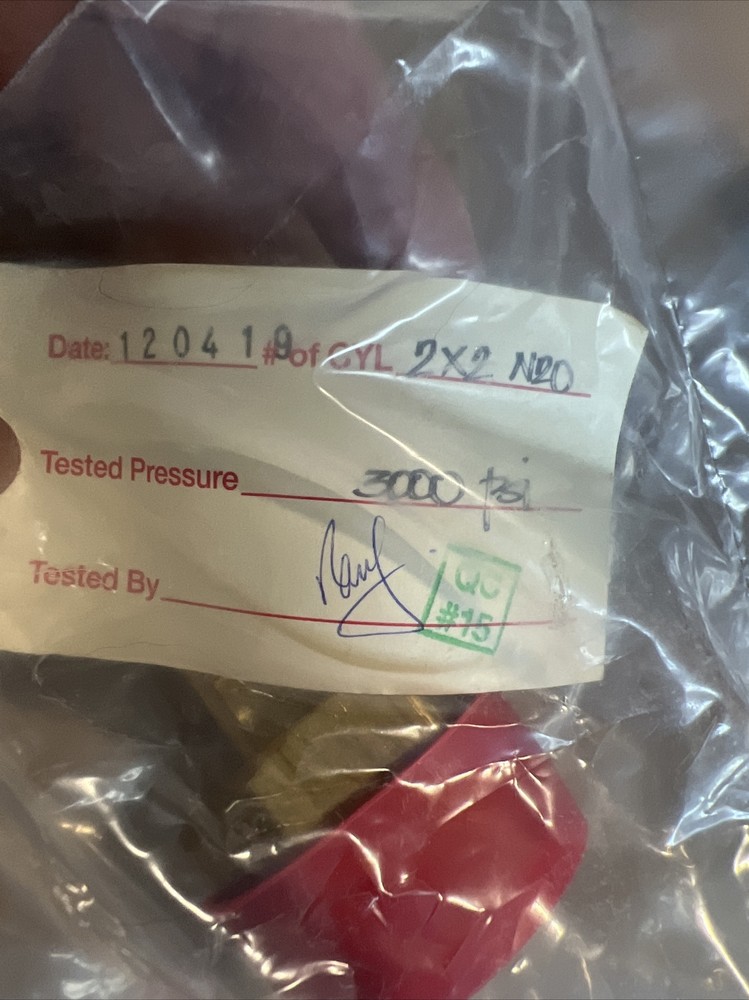 Date: 120419 # of CYL 2X2 N2O
Tested Pressure 3000 psi
Tested By
QC
#15